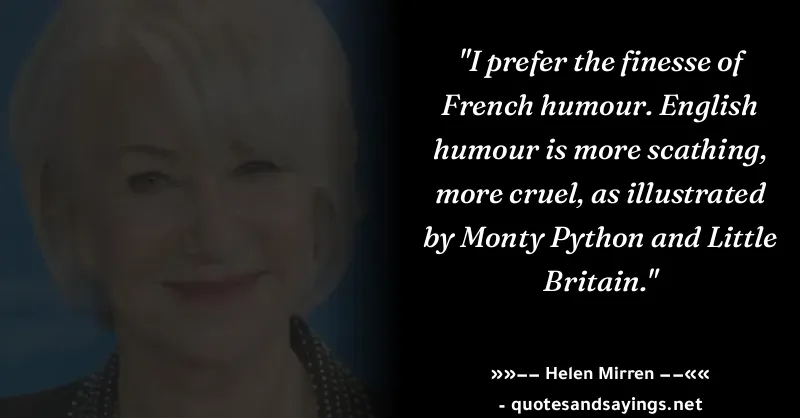 "I prefer the finesse of
French humour. English
humour is more scathing,
more cruel, as illustrated
by Monty Python and Little
Britain."
»»−− Helen Mirren −−««
- quotesandsayings.net